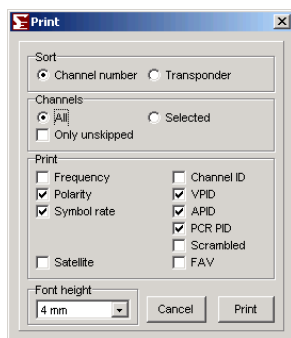 Print
Sort
Channel number Transponder
Channels
All Selected
Only unskipped
Print
Frequency Channel ID
Polarity VPID
Symbol rate APID
PCR PID
Scrambled
Satellite FAV
Font height
4 mm Cancel Print